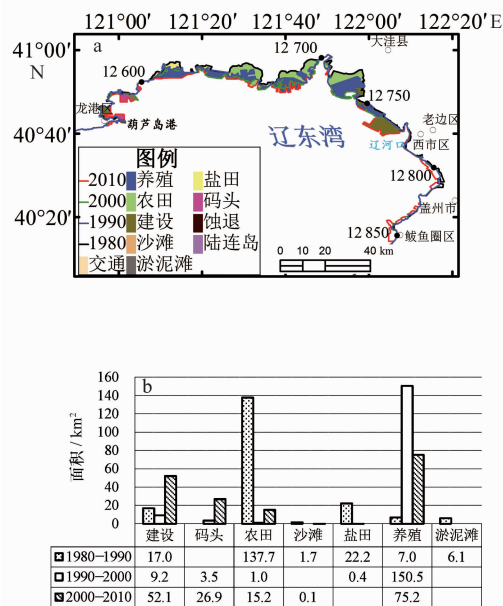 121°00' 121°20' 121°40' 122°00' 122°20' E
41°00'
a
12 700
大洼县
N
12 600
12 750
龙港区
葫芦岛港
老边区
40°40'
辽东湾
辽河口
西市区
图例
12 800
2010 养殖 盐田
2000 农田 码头
盖州市
40°20'
1990 建设 蚀退
12 850
鲅鱼圈区
1980 沙滩 陆连岛
0 10 20 40 km
交通 淤泥滩
b
面积 / km²
160
140
120
100
80
60
40
20
0
建设 码头 农田 沙滩 盐田 养殖 淤泥滩
1980−1990 17.0 137.7 1.7 22.2 7.0 6.1
1990−2000 9.2 3.5 1.0 0.4 150.5
2000−2010 52.1 26.9 15.2 0.1 75.2